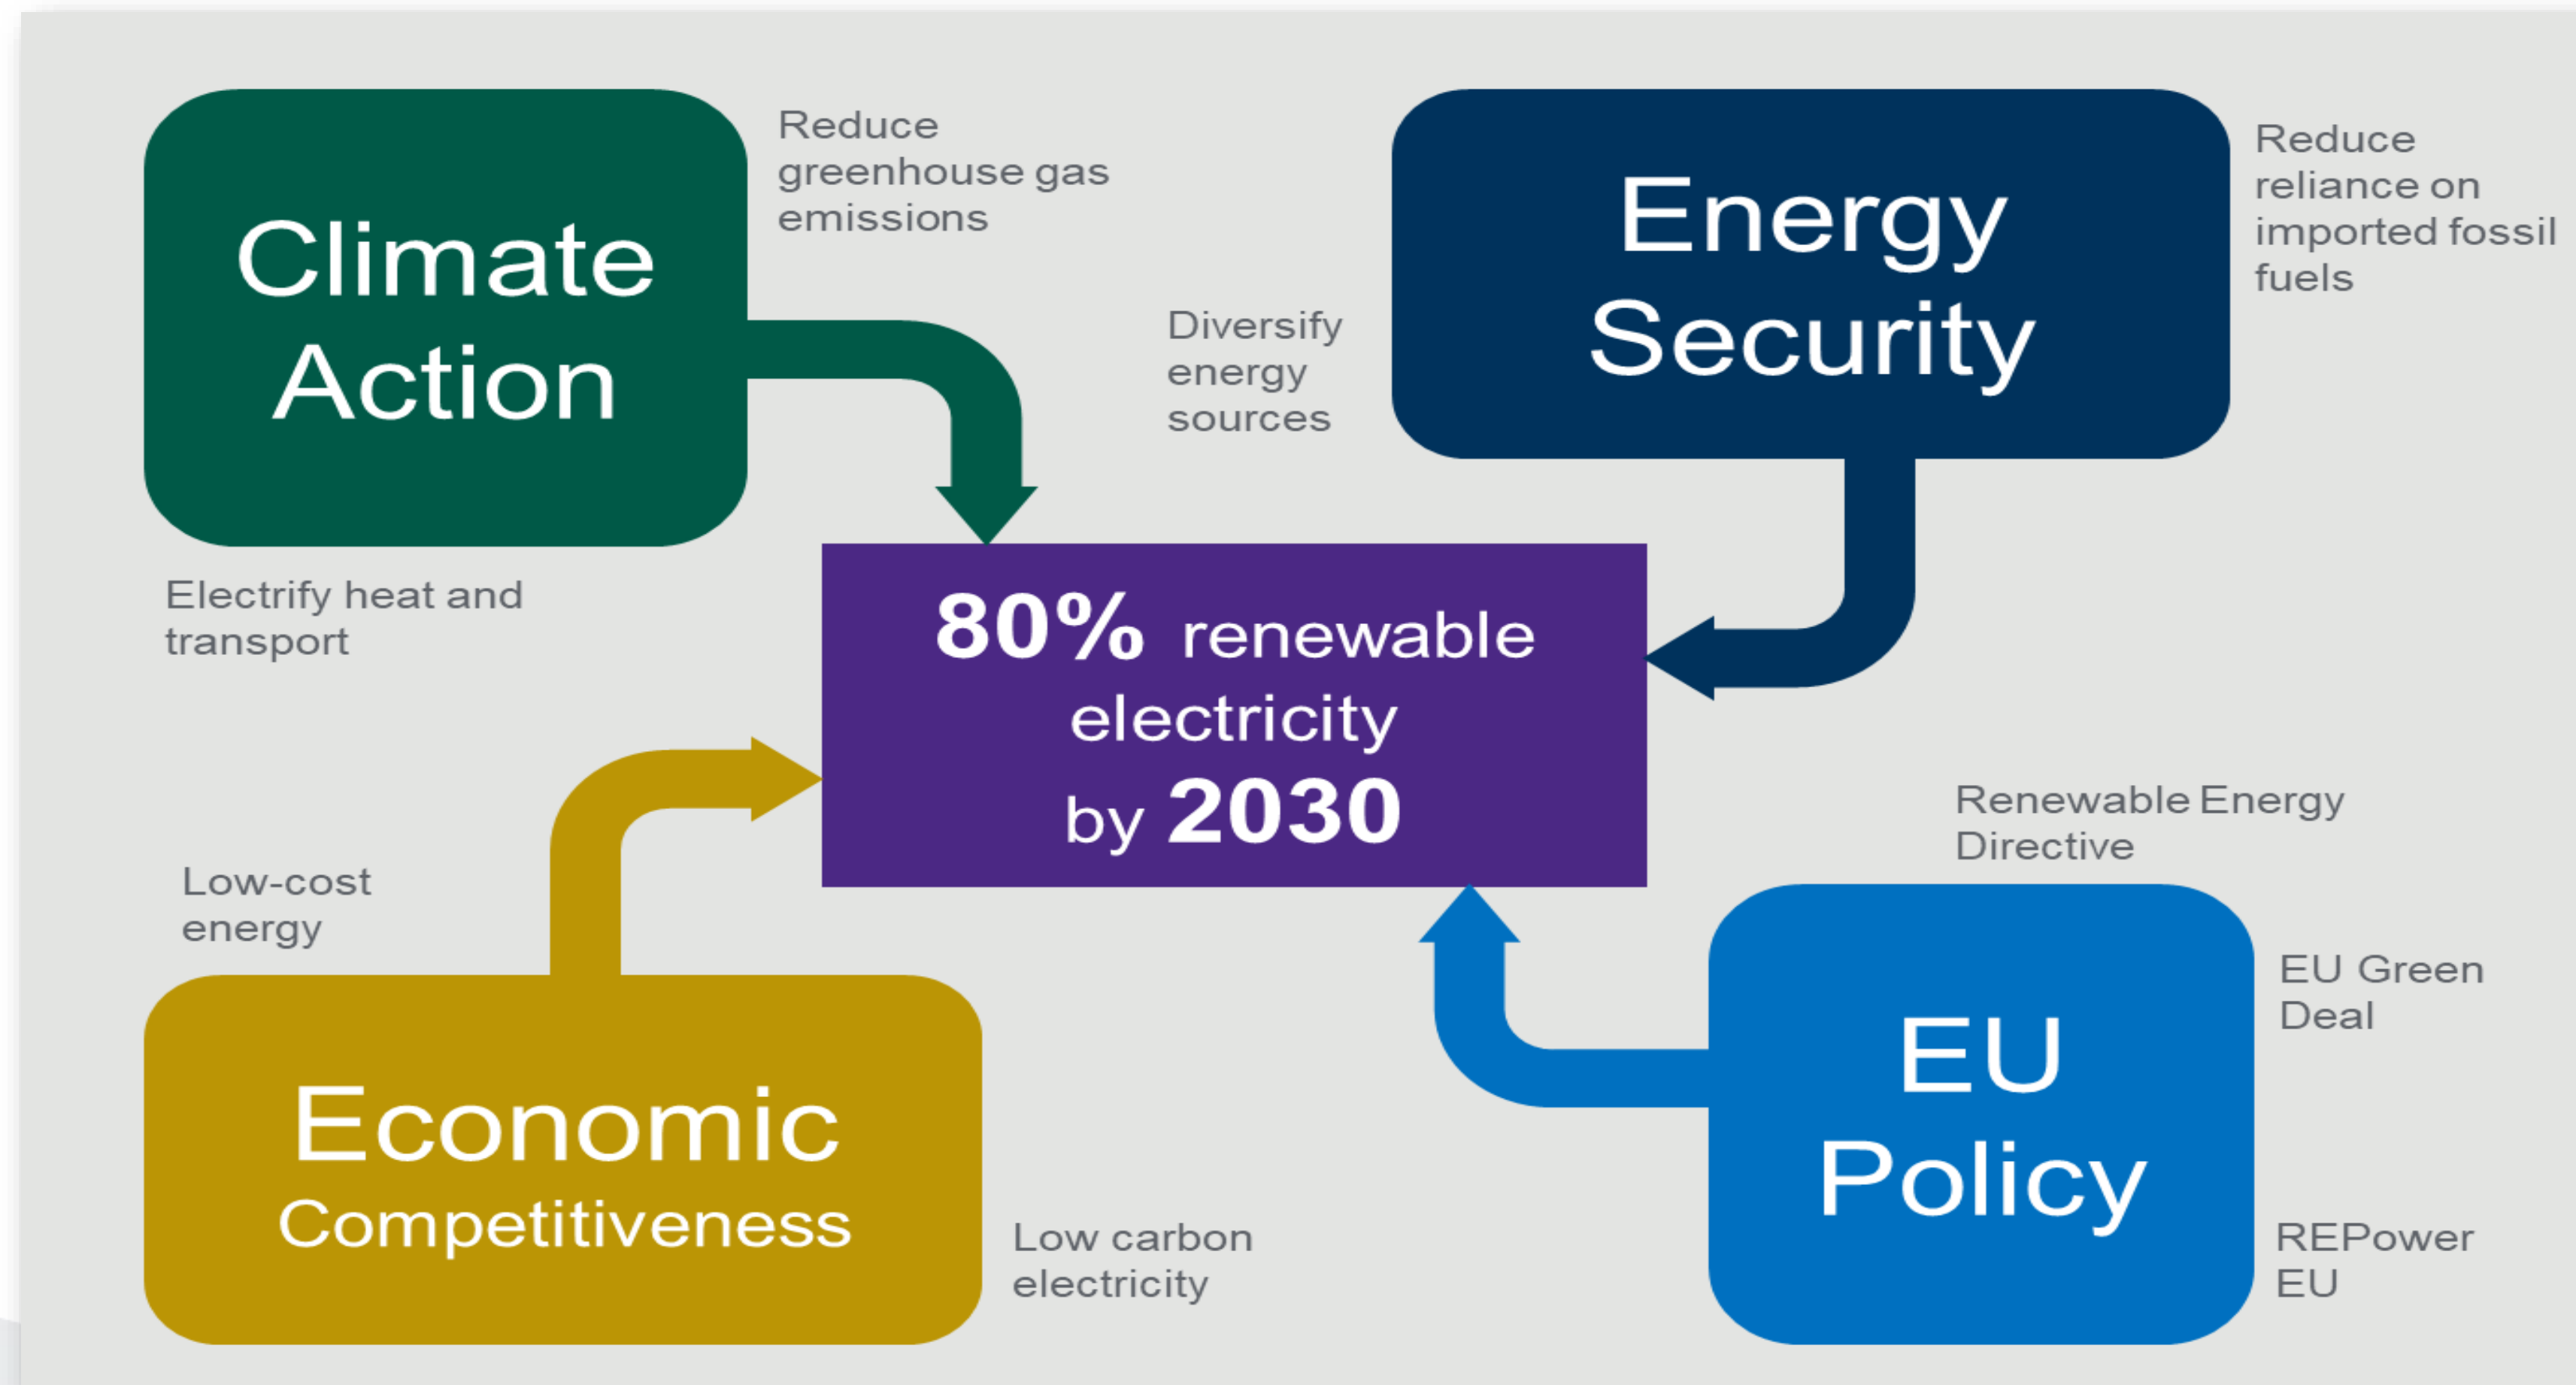 Climate
Action
Reduce
greenhouse gas
emissions
Electrify heat and
transport
Energy
Security
Diversify
energy
sources
Reduce
reliance on
imported fossil
fuels
80% renewable
electricity
by 2030
Low-cost
energy
Economic
Competitiveness
Low carbon
electricity
Renewable Energy
Directive
EU
Policy
EU Green
Deal
REPower
EU